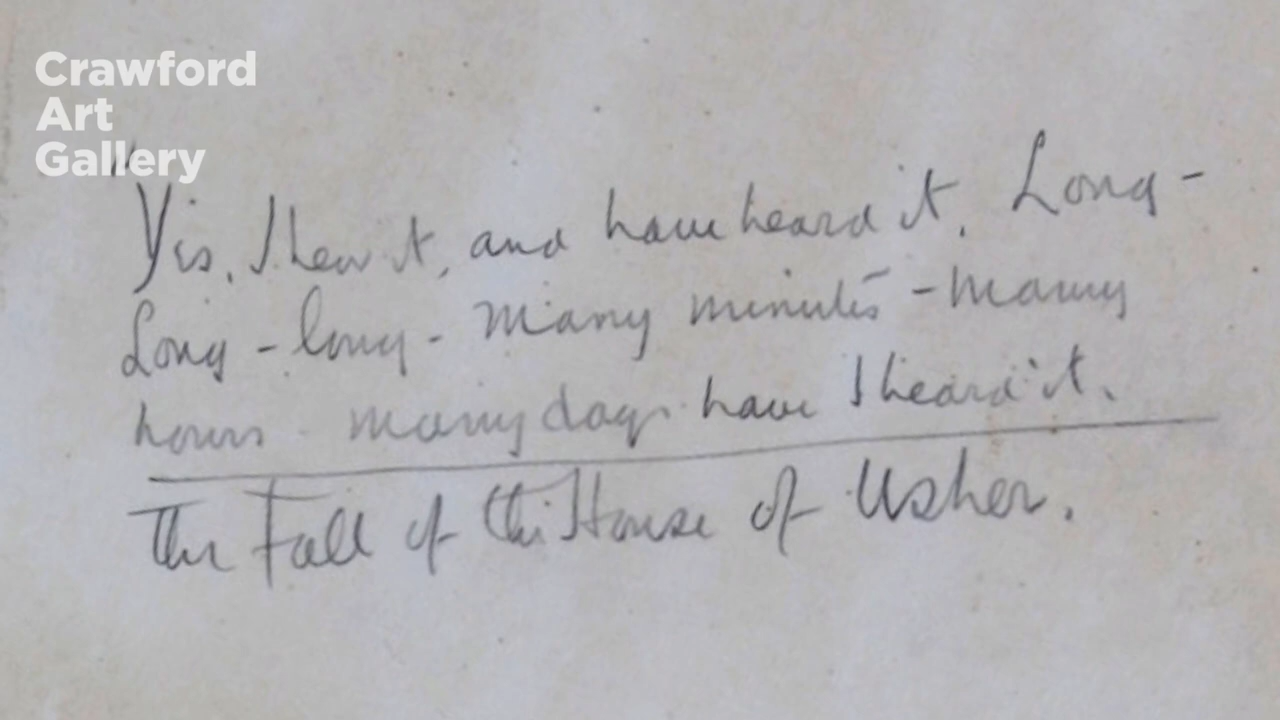 Crawford
Art
Gallery
"Yes, I hear it, and have heard it. Long -
Long - long - Many minutes - many
hours - many days have I heard it.
The Fall of the House of Usher.